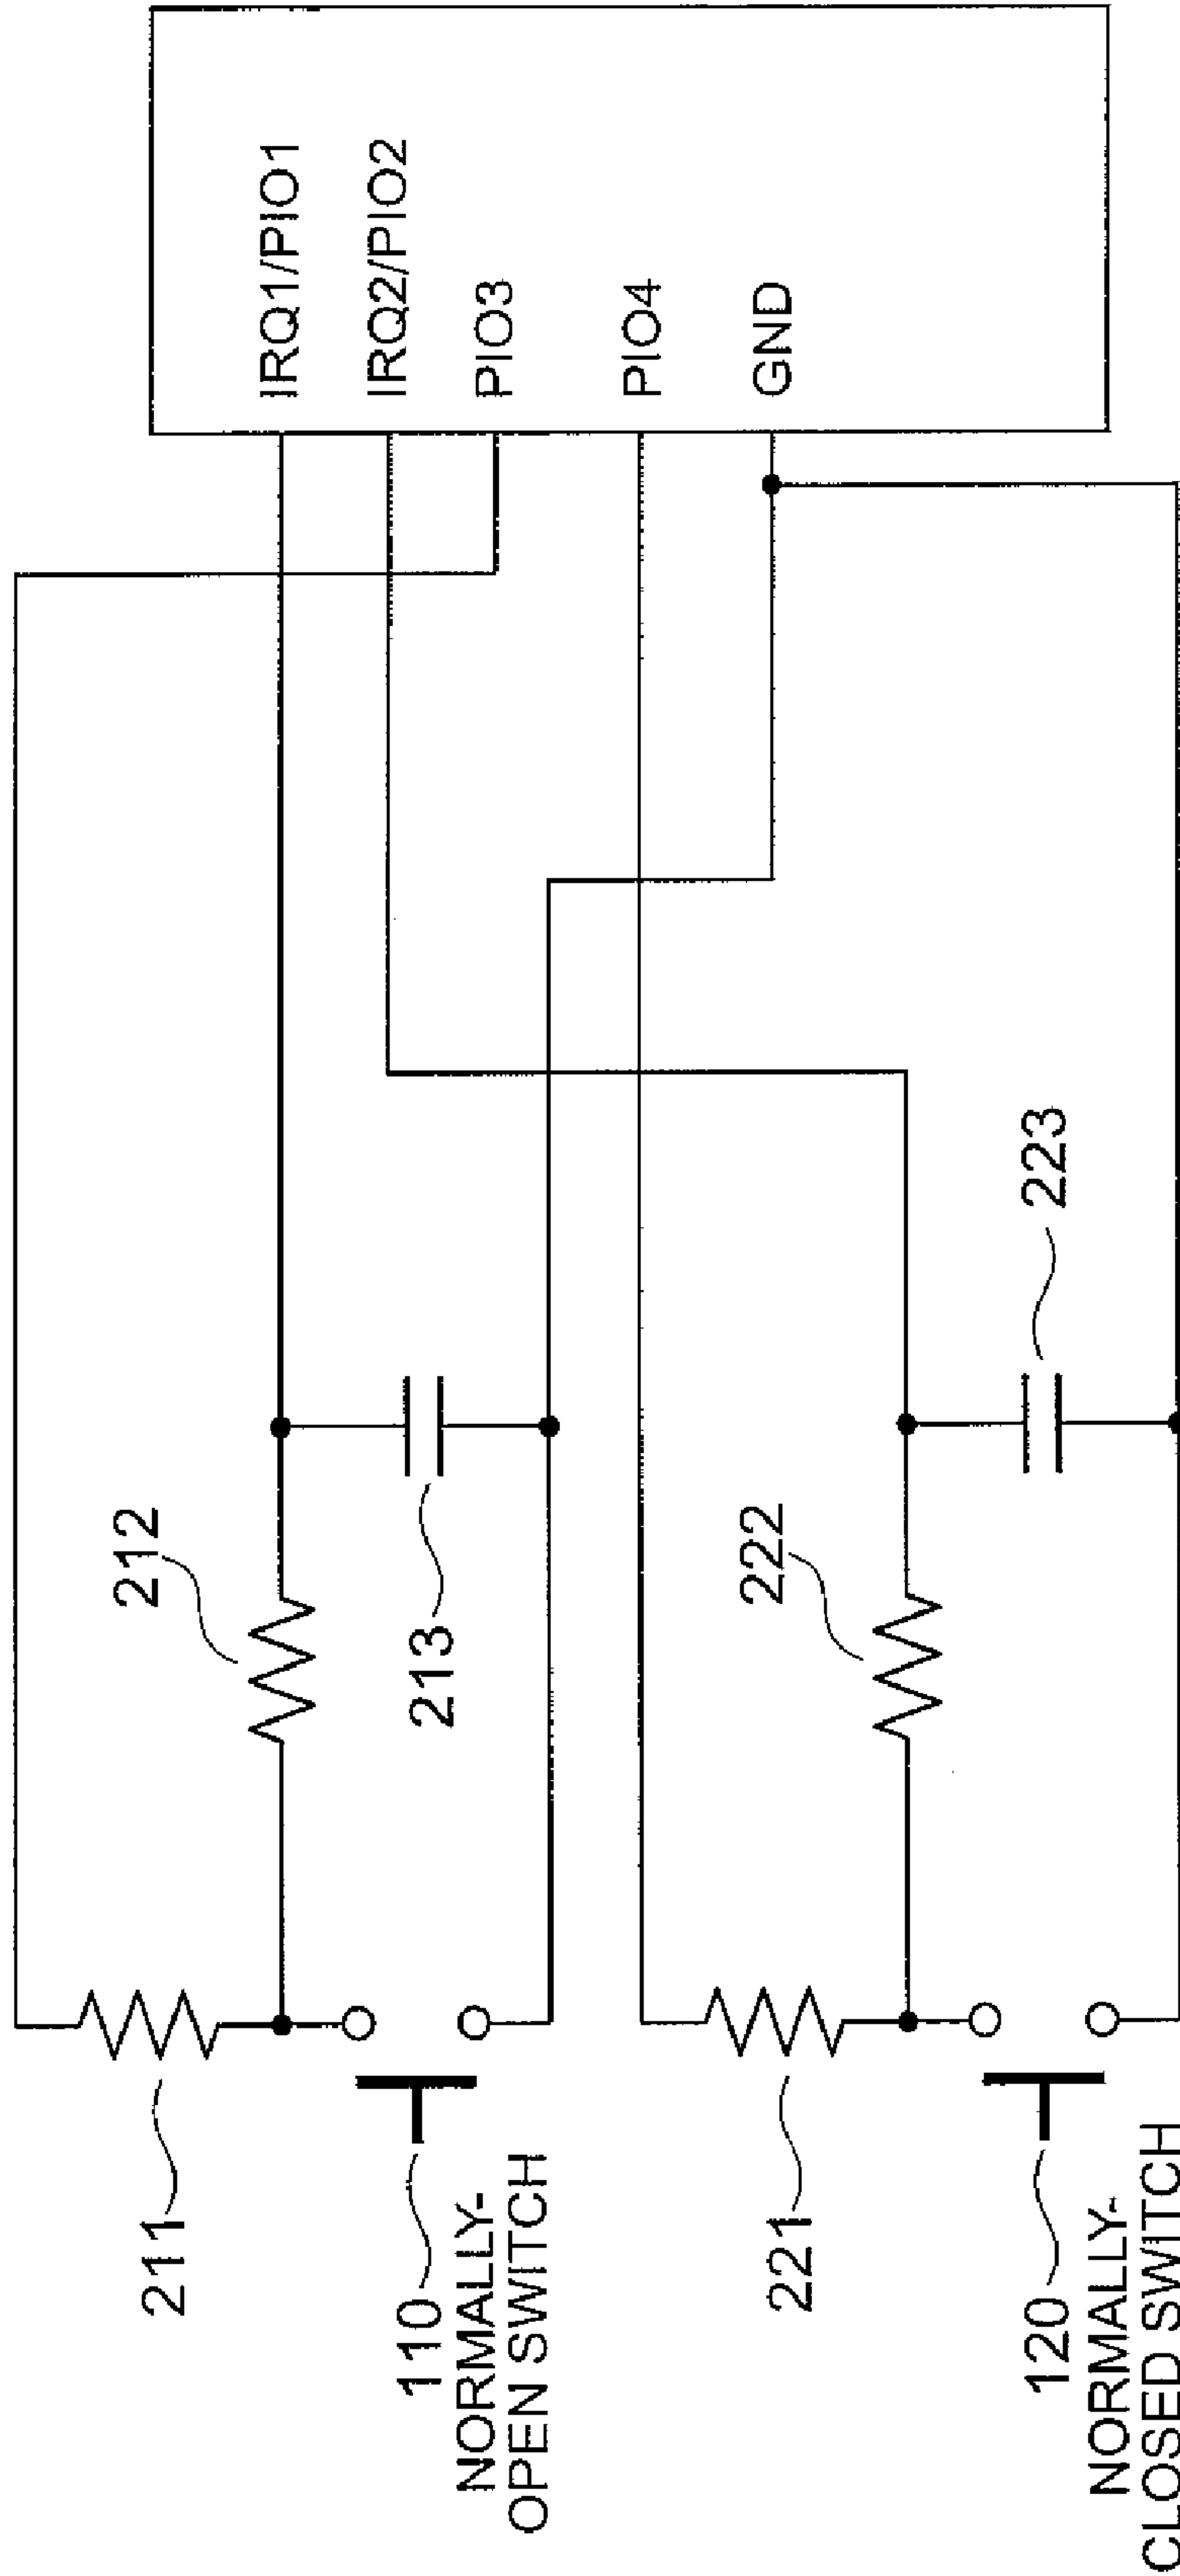 IRQ1/PIO1
IRQ2/PIO2
PIO3
PIO4
GND
212
213
222
223
211
110
NORMALLY-
OPEN SWITCH
221
120
NORMALLY-
CLOSED SWITCH